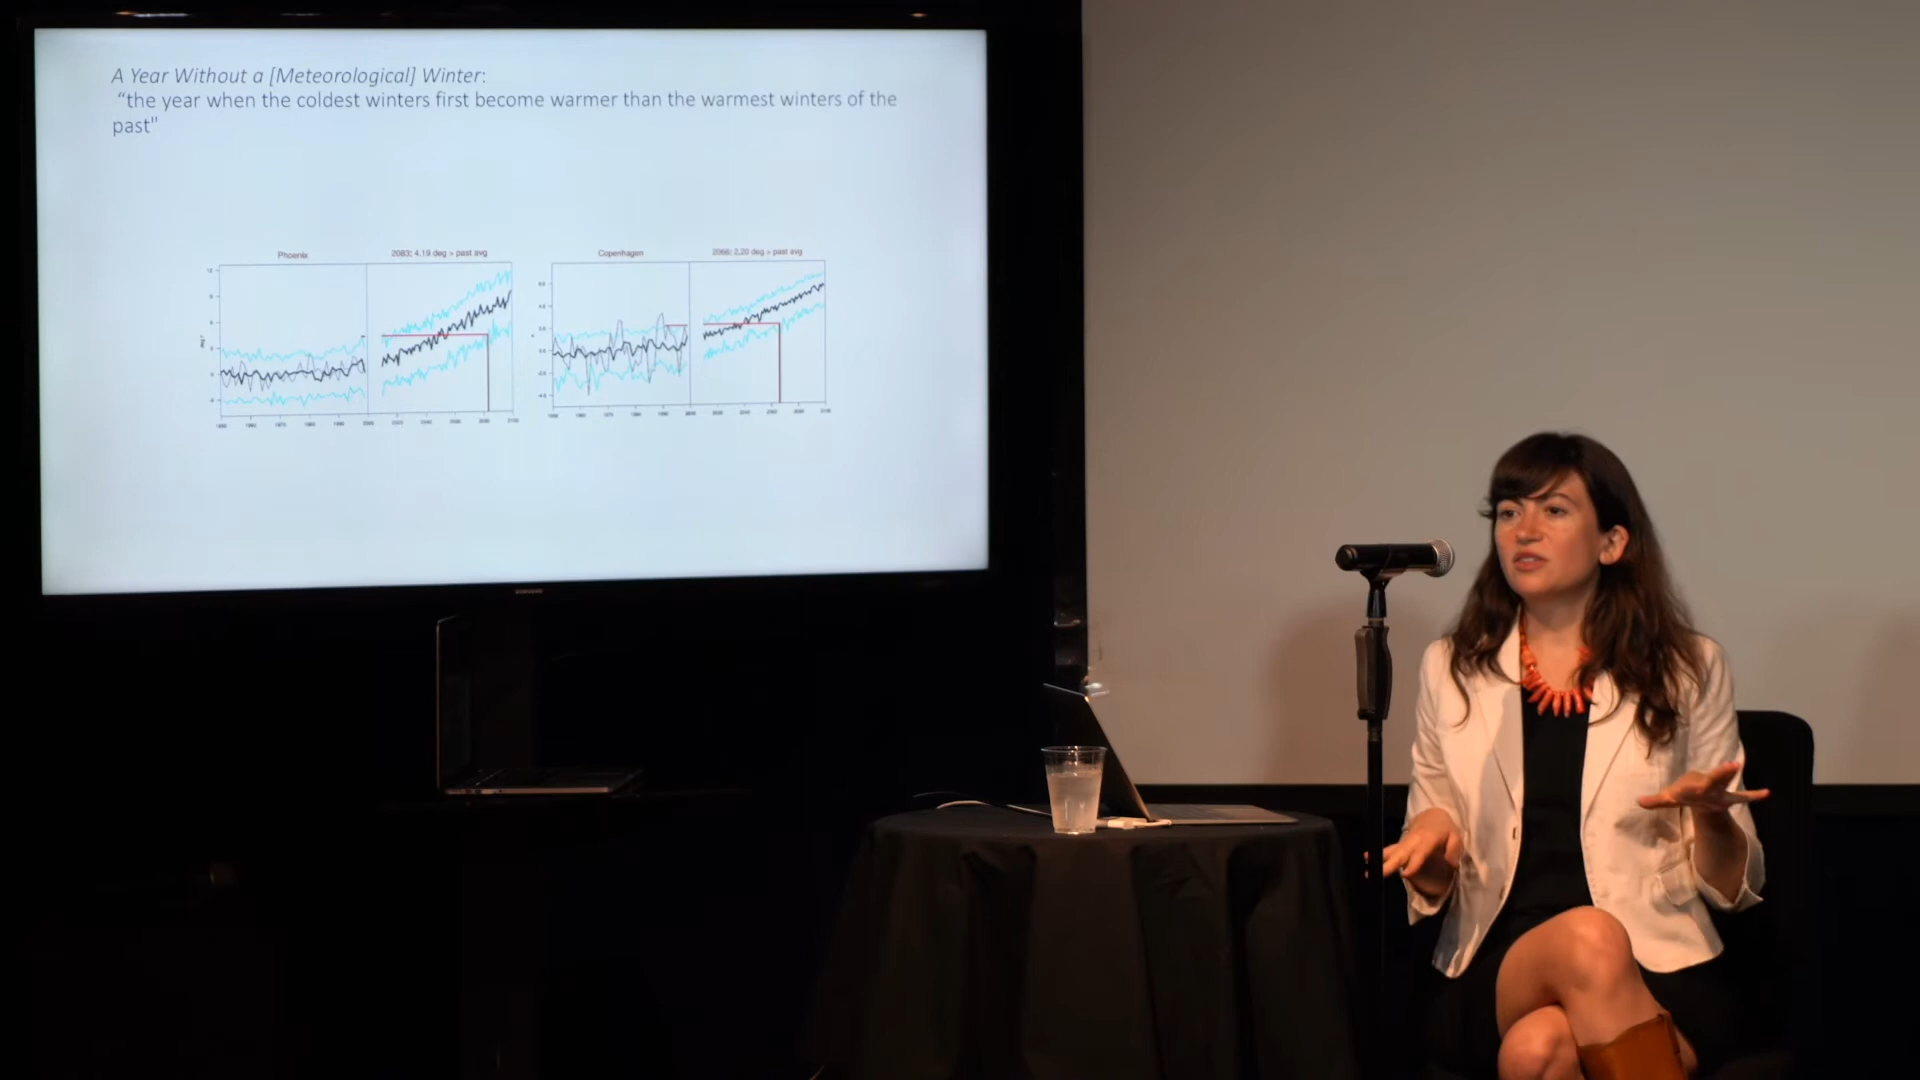 A Year Without a [Meteorological] Winter:
“the year when the coldest winters first become warmer than the warmest winters of the
past"
Phoenix
2083: 4.19 deg > past avg
Copenhagen
2066: 2.20 deg > past avg
SAMSUNG